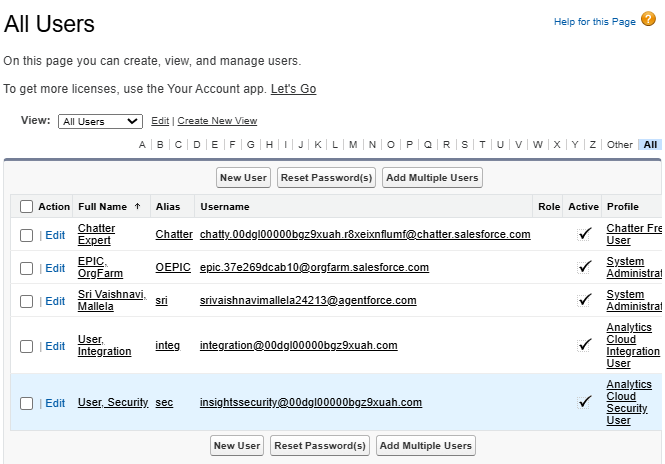 All Users
Help for this Page
On this page you can create, view, and manage users.
To get more licenses, use the Your Account app. Let's Go
View: All Users Edit | Create New View
A | B | C | D | E | F | G | H | I | J | K | L | M | N | O | P | Q | R | S | T | U | V | W | X | Y | Z | Other | All
New User Reset Password(s) Add Multiple Users
Action Full Name ↑ Alias Username Role Active Profile
| Edit Chatter Expert Chatter chatty.00dgl00000bgz9xuah.r8xeixnflumf@chatter.salesforce.com ✓ Chatter Fre User
| Edit EPIC, OrgFarm OEPIC epic.37e269dcab10@orgfarm.salesforce.com ✓ System Administrat
| Edit Sri Vaishnavi, Mallela sri srivaishnavimallela24213@agentforce.com ✓ System Administrat
| Edit User, Integration integ integration@00dgl00000bgz9xuah.com ✓ Analytics Cloud Integration User
| Edit User, Security sec insightssecurity@00dgl00000bgz9xuah.com ✓ Analytics Cloud Security User
New User Reset Password(s) Add Multiple Users